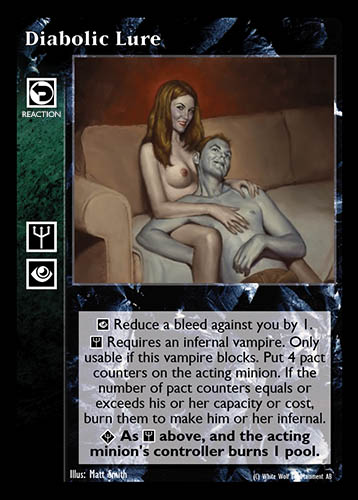 Diabolic Lure
REACTION
Reduce a bleed against you by 1.
Requires an infernal vampire. Only
usable if this vampire blocks. Put 4 pact
counters on the acting minion. If the
number of pact counters equals or
exceeds his or her capacity or cost,
burn them to make him or her infernal.
As above, and the acting
minion's controller burns 1 pool.
Illus: Matt Smith
(C) White Wolf Entertainment AB